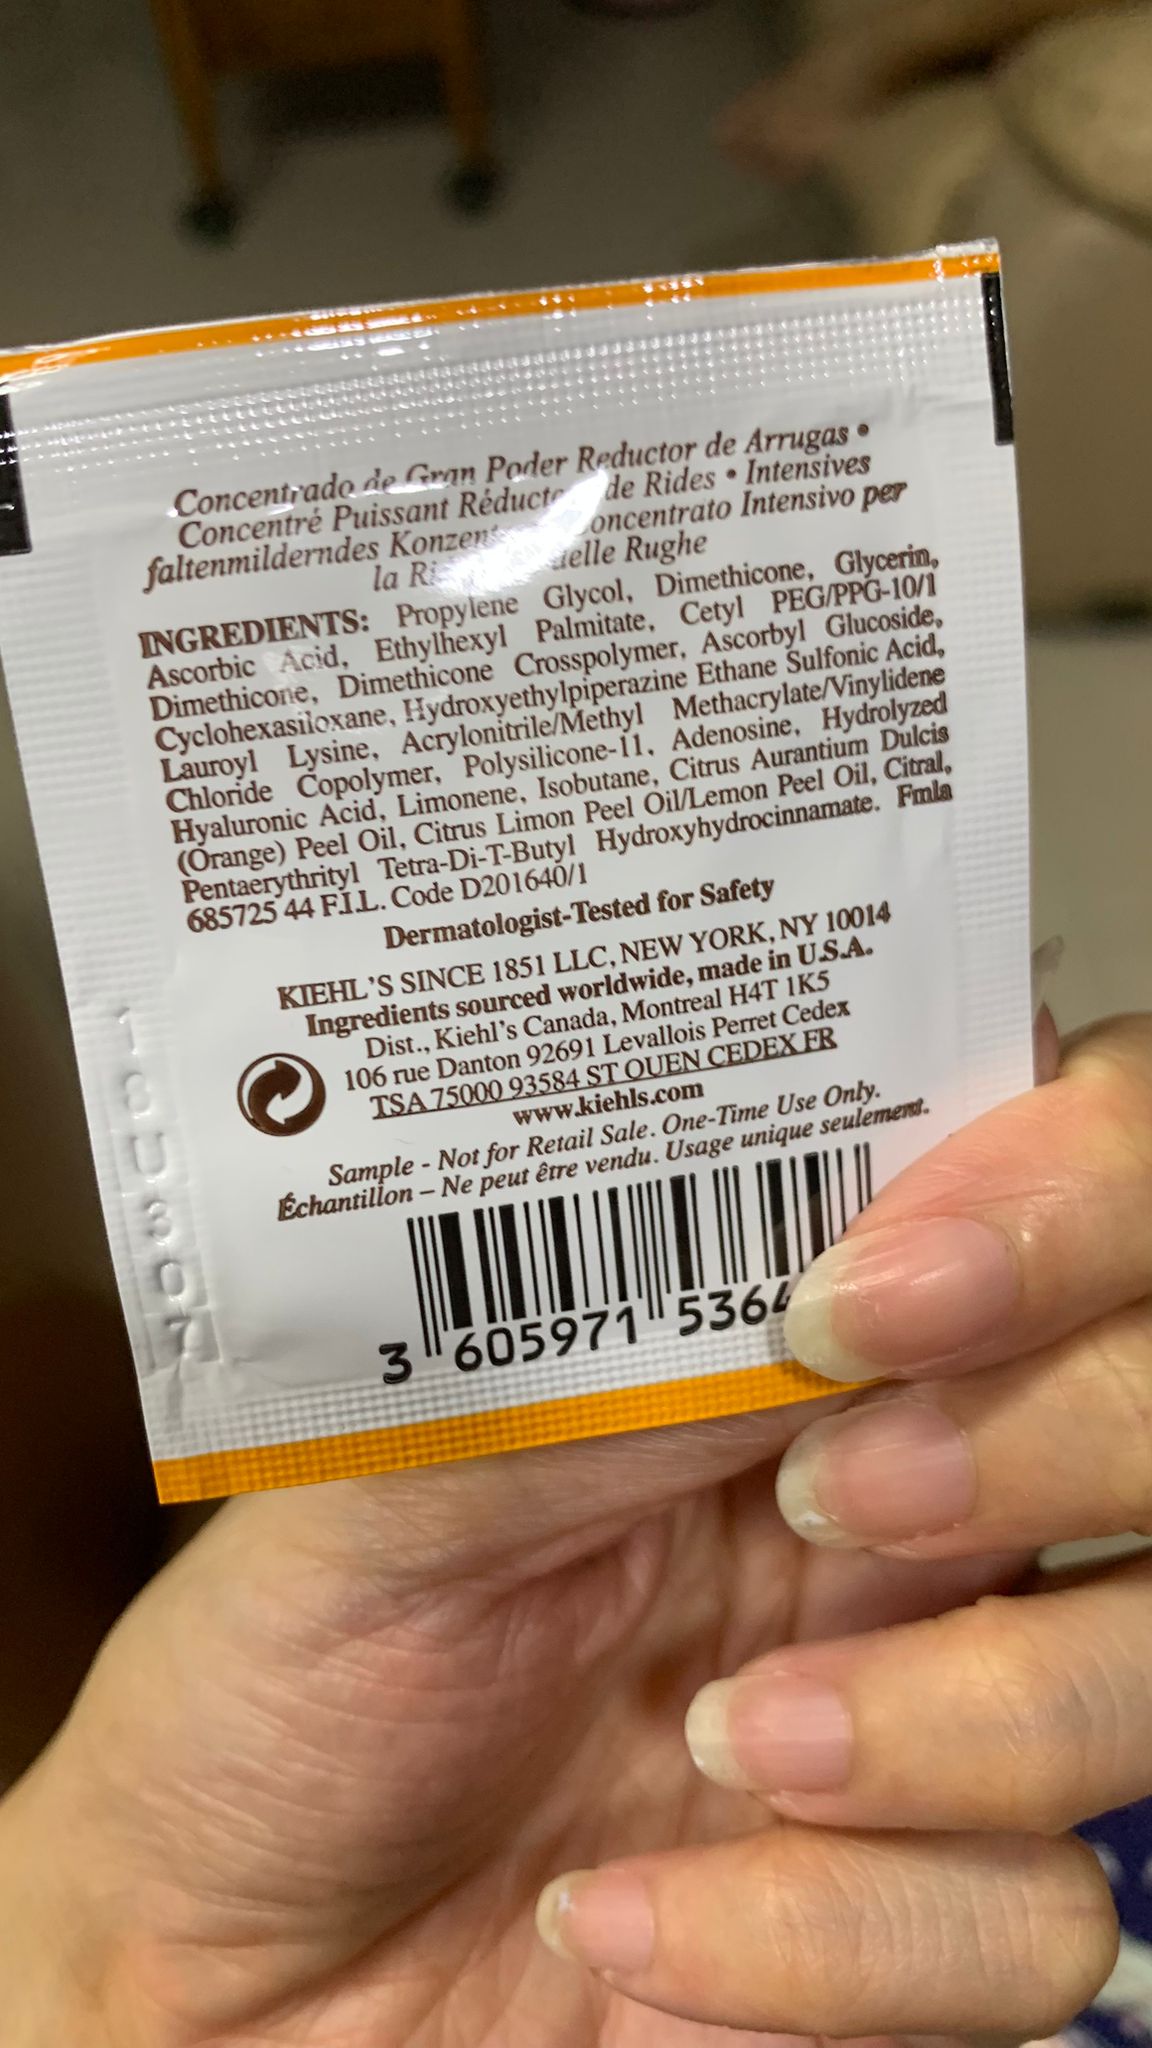 Concentrado de Gran Poder Reductor de Arrugas •
Concentré Puissant de Rides • Intensives
faltenmilderndes Intensivo per
la Rughe
INGREDIENTS: Propylene Glycol, Dimethicone, Glycerin,
Ascorbic Acid, Ethylhexyl Palmitate, Cetyl PEG/PPG-10/1
Dimethicone, Dimethicone Crosspolymer, Ascorbyl Glucoside,
Cyclohexasiloxane, Hydroxyethylpiperazine Ethane Sulfonic Acid,
Lauroyl Lysine, Acrylonitrile/Methyl Methacrylate/Vinylidene
Chloride Copolymer, Polysilicone-11, Adenosine, Hydrolyzed
Hyaluronic Acid, Limonene, Isobutane, Citrus Aurantium Dulcis
(Orange) Peel Oil, Citrus Limon Peel Oil/Lemon Peel Oil, Citral,
Pentaerythrityl Tetra-Di-T-Butyl Hydroxyhydrocinnamate. Fmla
685725 44 F.I.L. Code D201640/1
Dermatologist-Tested for Safety
KIEHL'S SINCE 1851 LLC, NEW YORK, NY 10014
Ingredients sourced worldwide, made in U.S.A.
Dist., Kiehl's Canada, Montreal H4T 1K5
106 rue Danton 92691 Levallois Perret Cedex
TSA 75000 93584 ST OUEN CEDEX FR
www.kiehls.com
Sample - Not for Retail Sale. One-Time Use Only.
Échantillon – Ne peut être vendu. Usage unique seulement.
3 605971